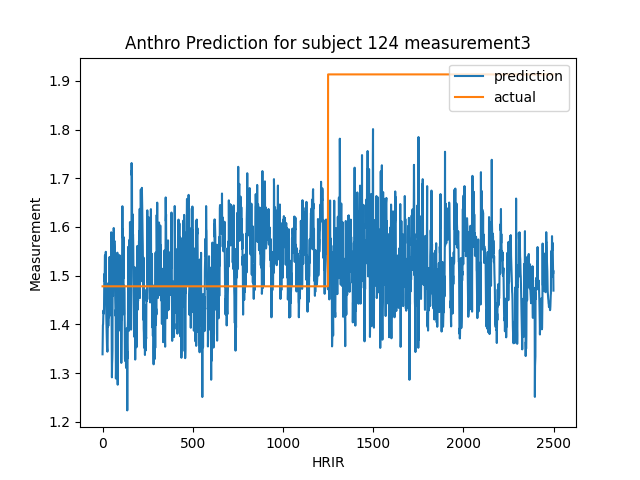 Anthro Prediction for subject 124 measurement3
prediction
actual
Measurement
1.9
1.8
1.7
1.6
1.5
1.4
1.3
1.2
0
500
1000
1500
2000
2500
HRIR